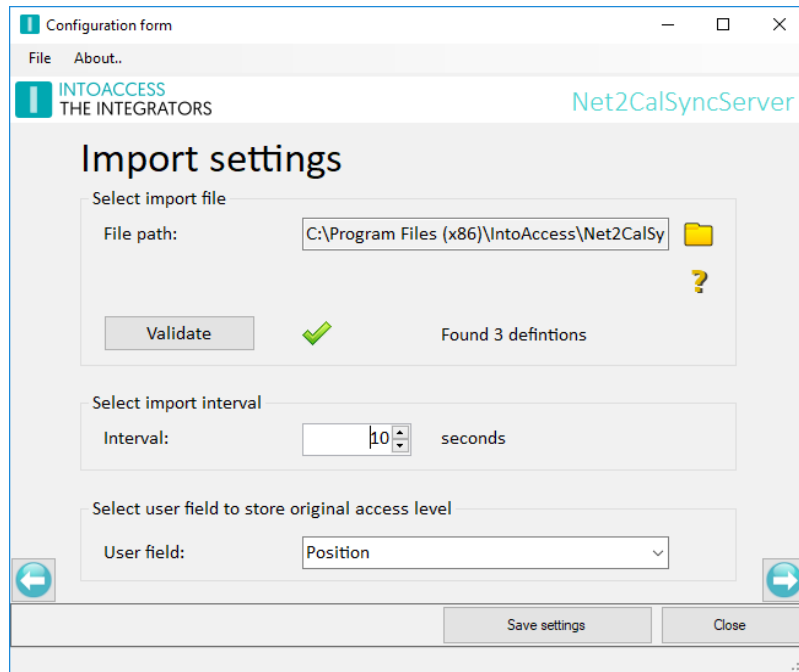 Configuration form
File About..
INTOACCESS
THE INTEGRATORS
Net2CalSyncServer
Import settings
Select import file
File path: C:\Program Files (x86)\IntoAccess\Net2CalSy
?
Validate Found 3 defintions
Select import interval
Interval: 10 seconds
Select user field to store original access level
User field: Position
Save settings Close